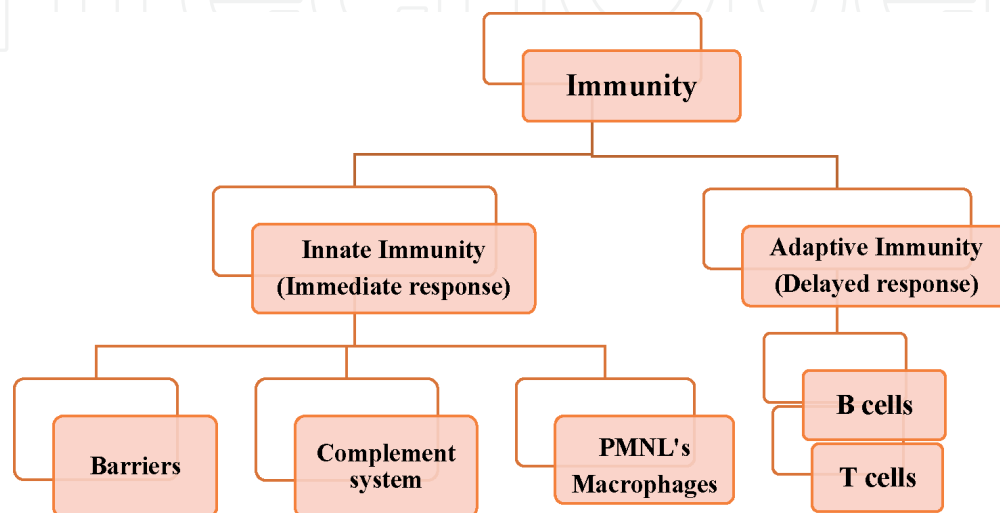 Immunity
Innate Immunity
(Immediate response)
Adaptive Immunity
(Delayed response)
Barriers
Complement
system
PMNL's
Macrophages
B cells
T cells